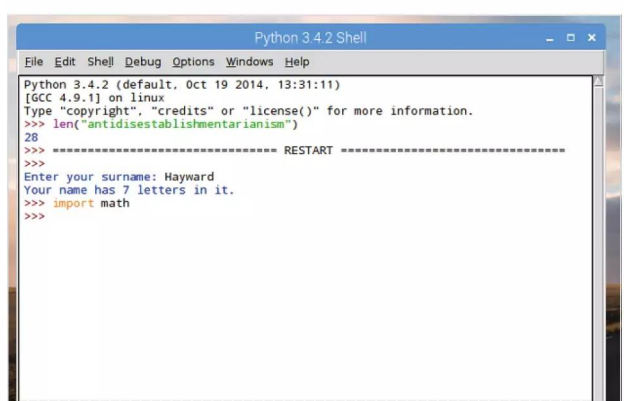 Python 3.4.2 Shell
File Edit Shell Debug Options Windows Help
Python 3.4.2 (default, Oct 19 2014, 13:31:11)
[GCC 4.9.1] on linux
Type "copyright", "credits" or "license()" for more information.
>>> len("antidisestablishmentarianism")
28
>>> ================================ RESTART ================================
>>>
Enter your surname: Hayward
Your name has 7 letters in it.
>>> import math
>>>